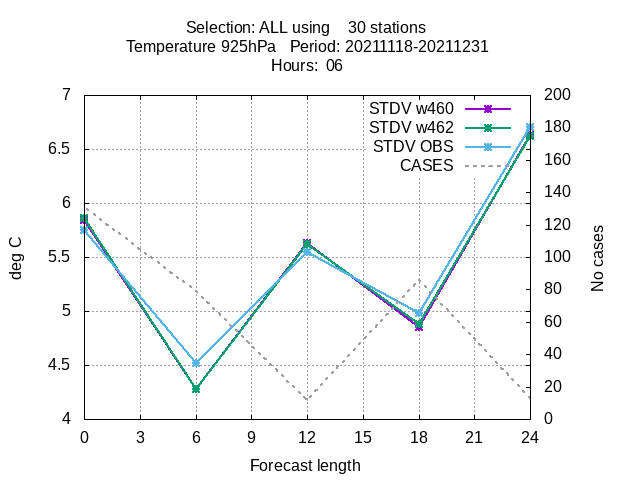 Selection: ALL using    30 stations
Temperature 925hPa   Period: 20211118-20211231
Hours:  06
7
6.5
6
5.5
5
4.5
4
deg C
STDV w460
STDV w462
STDV OBS
CASES
200
180
160
140
120
100
80
60
40
20
0
No cases
0 3 6 9 12 15 18 21 24
Forecast length